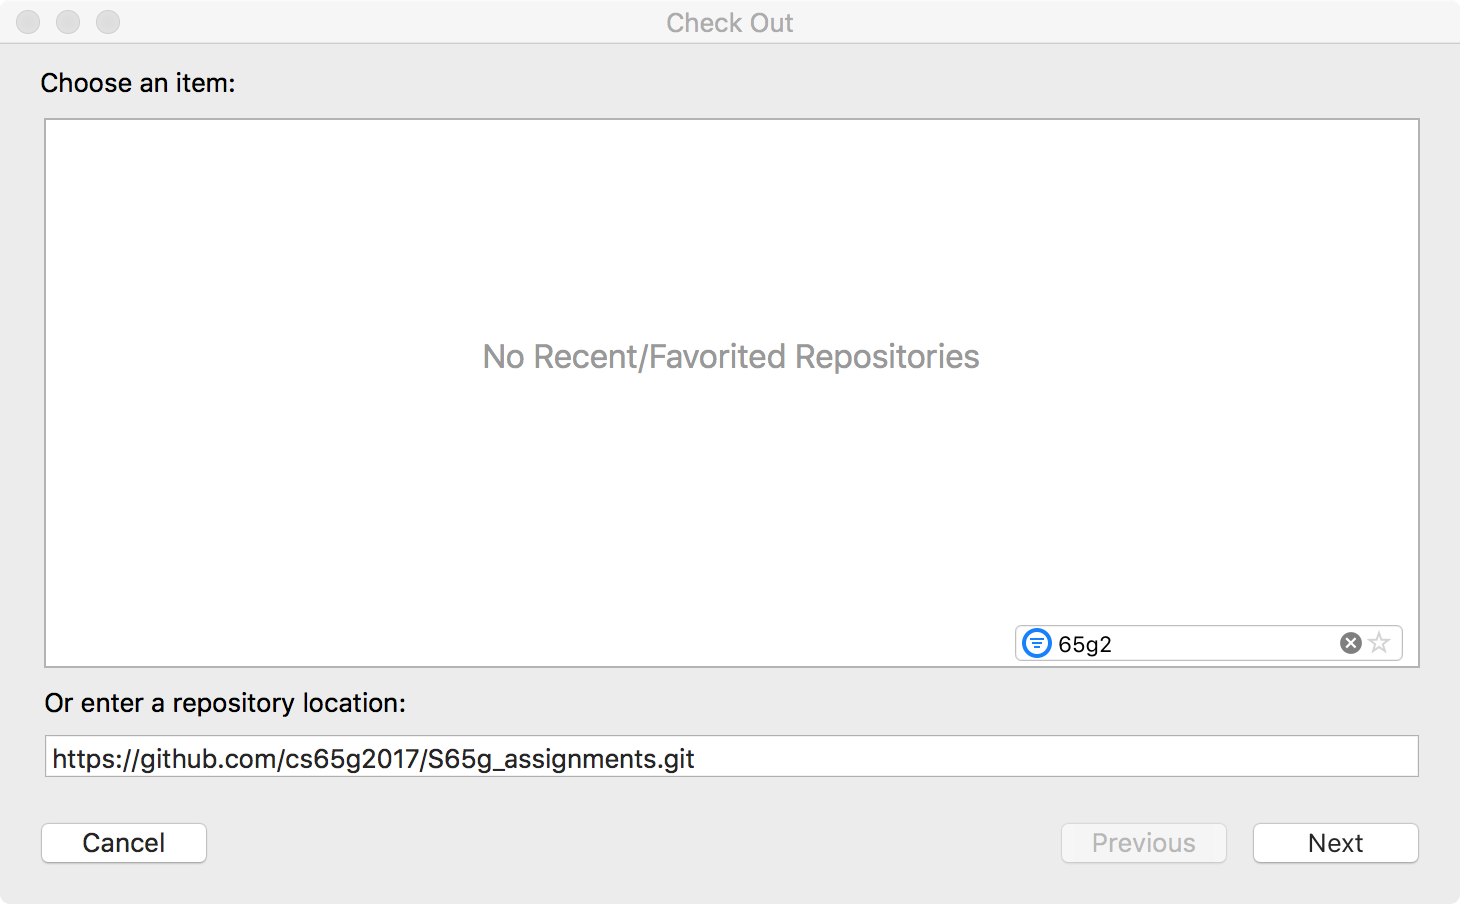 Check Out
Choose an item:
No Recent/Favorited Repositories
65g2
Or enter a repository location:
https://github.com/cs65g2017/S65g_assignments.git
Cancel
Previous
Next